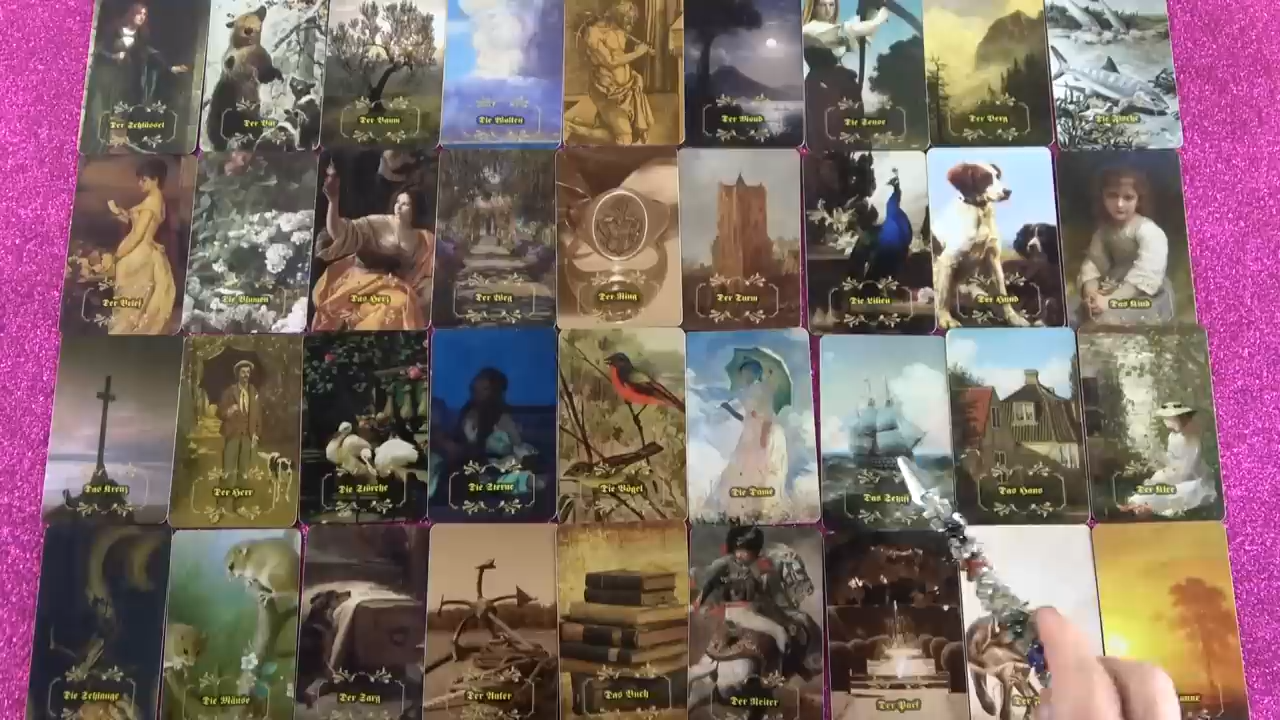 Der Schlüssel
Der Bär
Der Baum
Die Wolken
Der Mond
Die Sense
Der Berg
Die Fische
Der Brief
Die Blumen
Das Herz
Der Weg
Der Ring
Der Turm
Die Lilien
Der Hund
Das Kind
Das Kreuz
Der Herr
Die Störche
Die Sterne
Die Vögel
Die Dame
Das Schiff
Das Haus
Der Klee
Die Schlange
Die Mäuse
Der Sarg
Der Anker
Das Buch
Der Reiter
Der Park